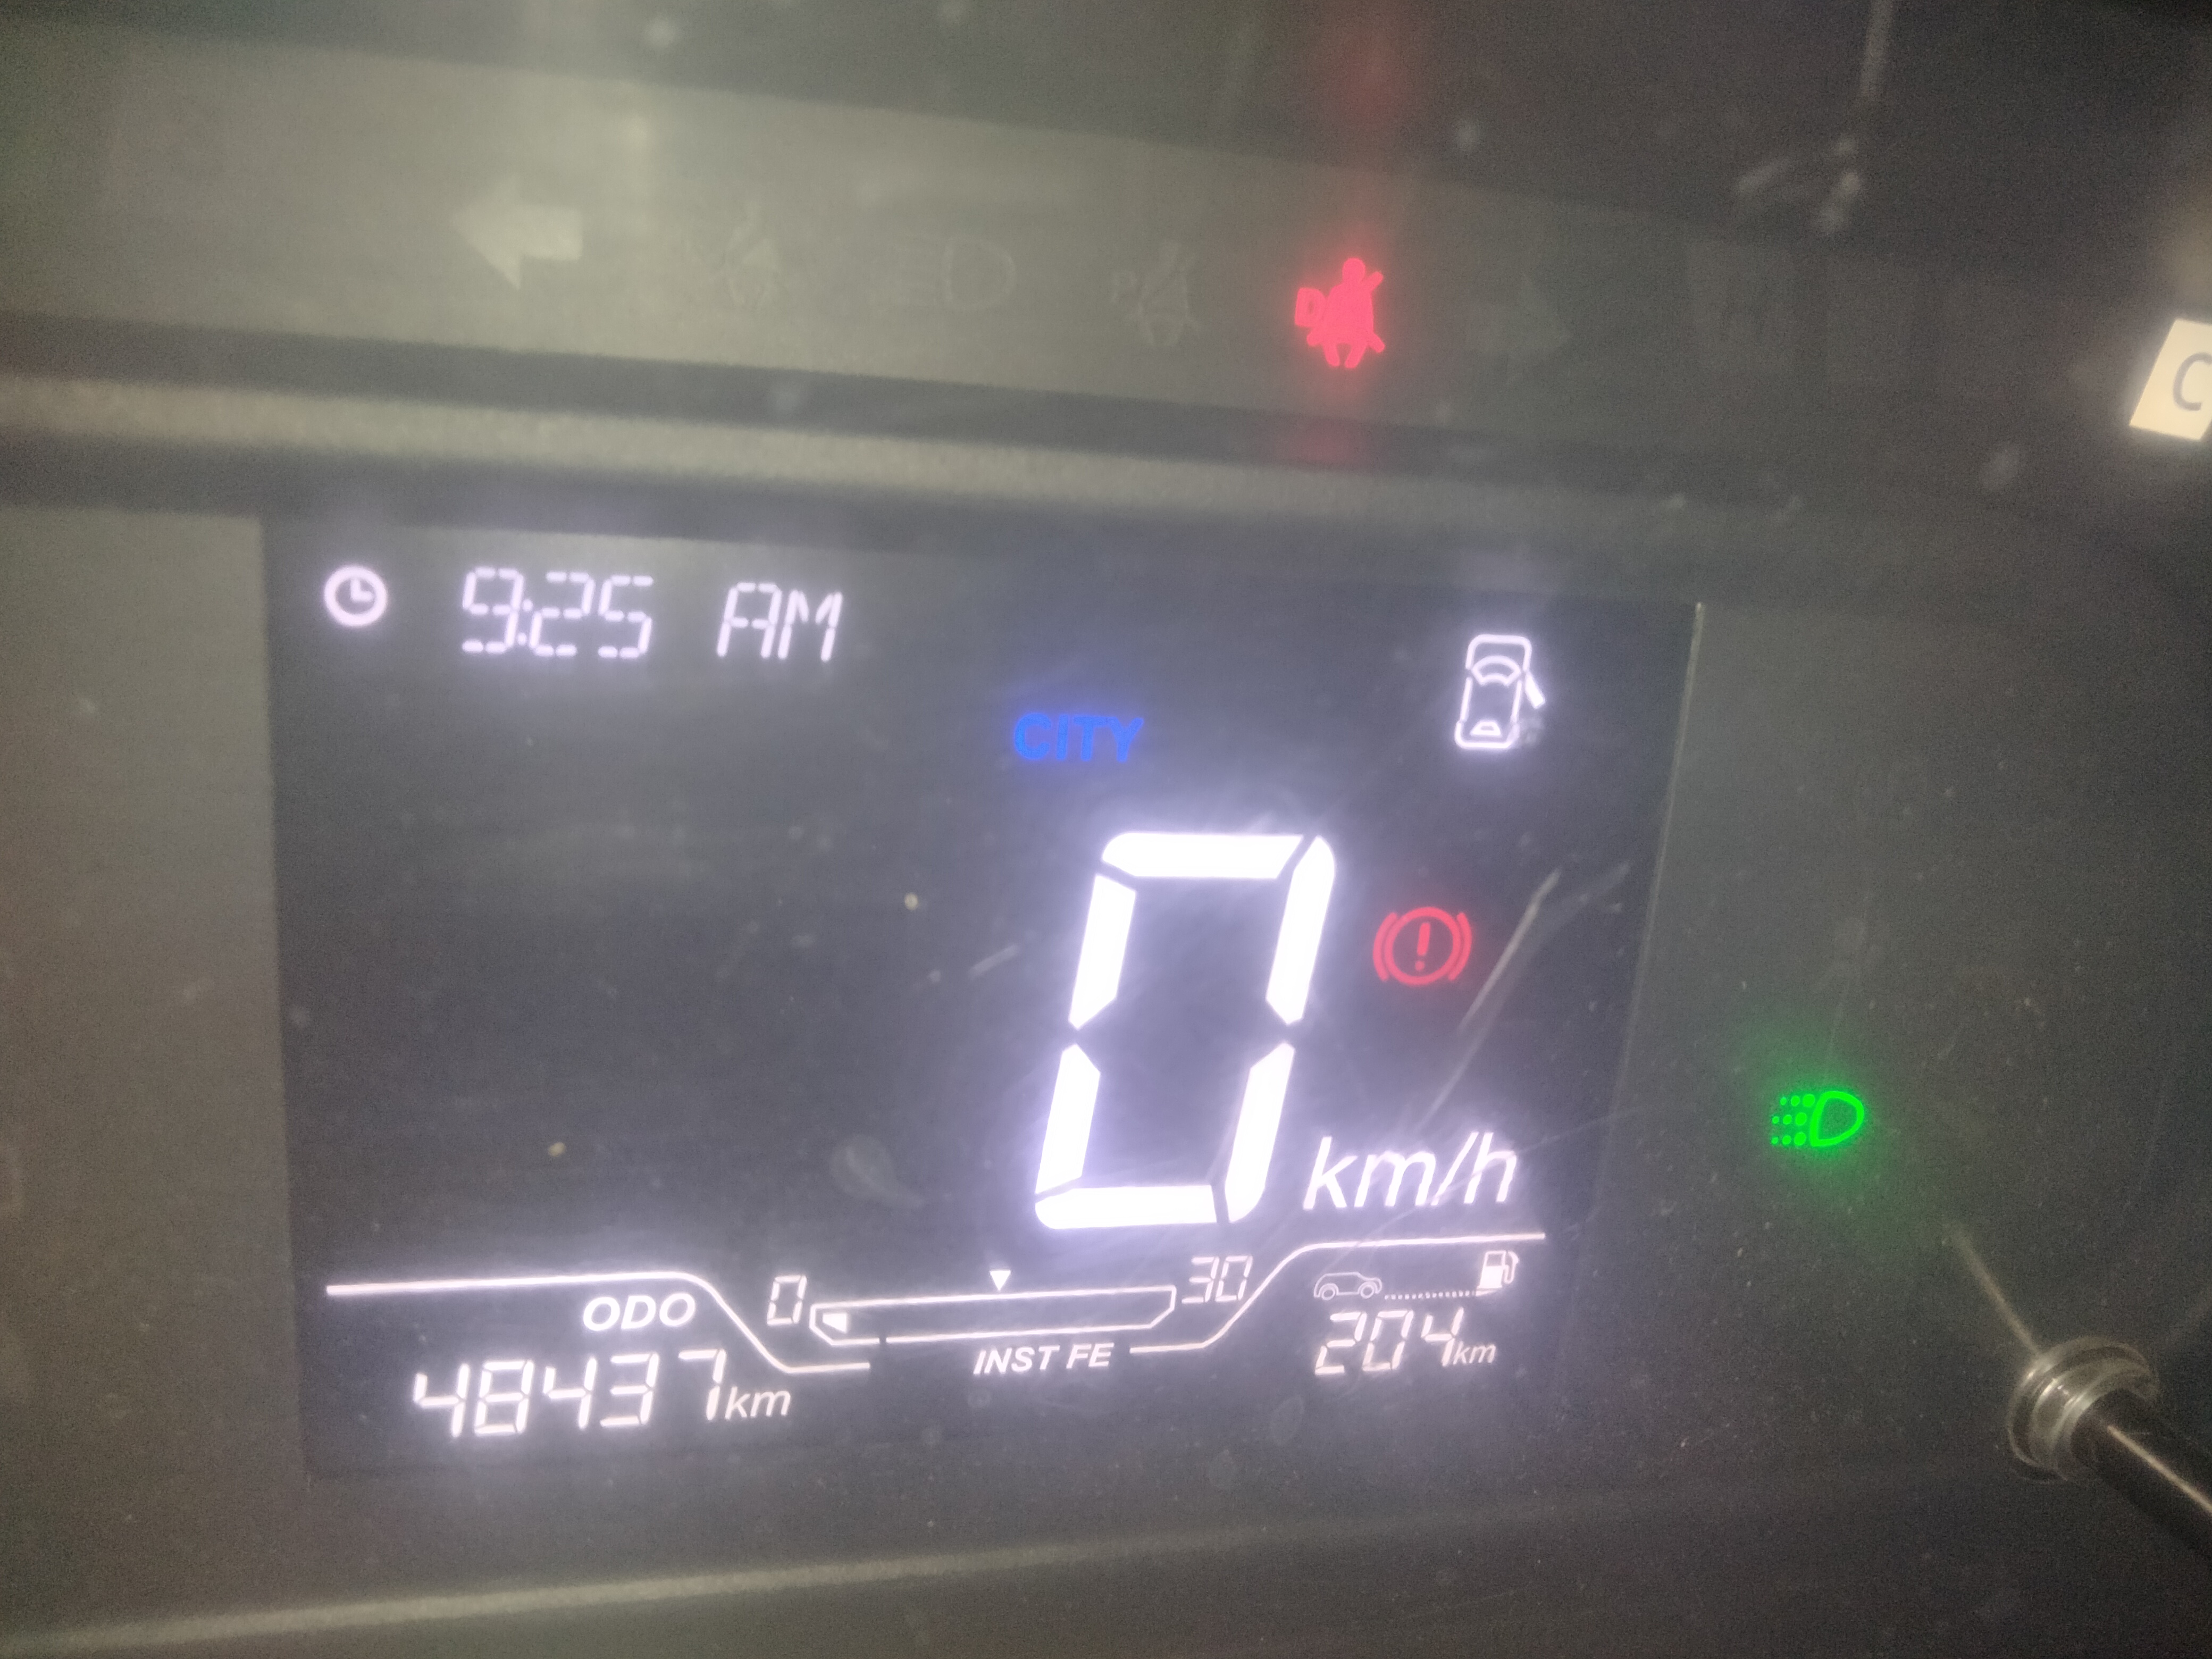 D
C
9:25 AM
CITY
0
km/h
ODO
0
30
INST FE
48437km
204km